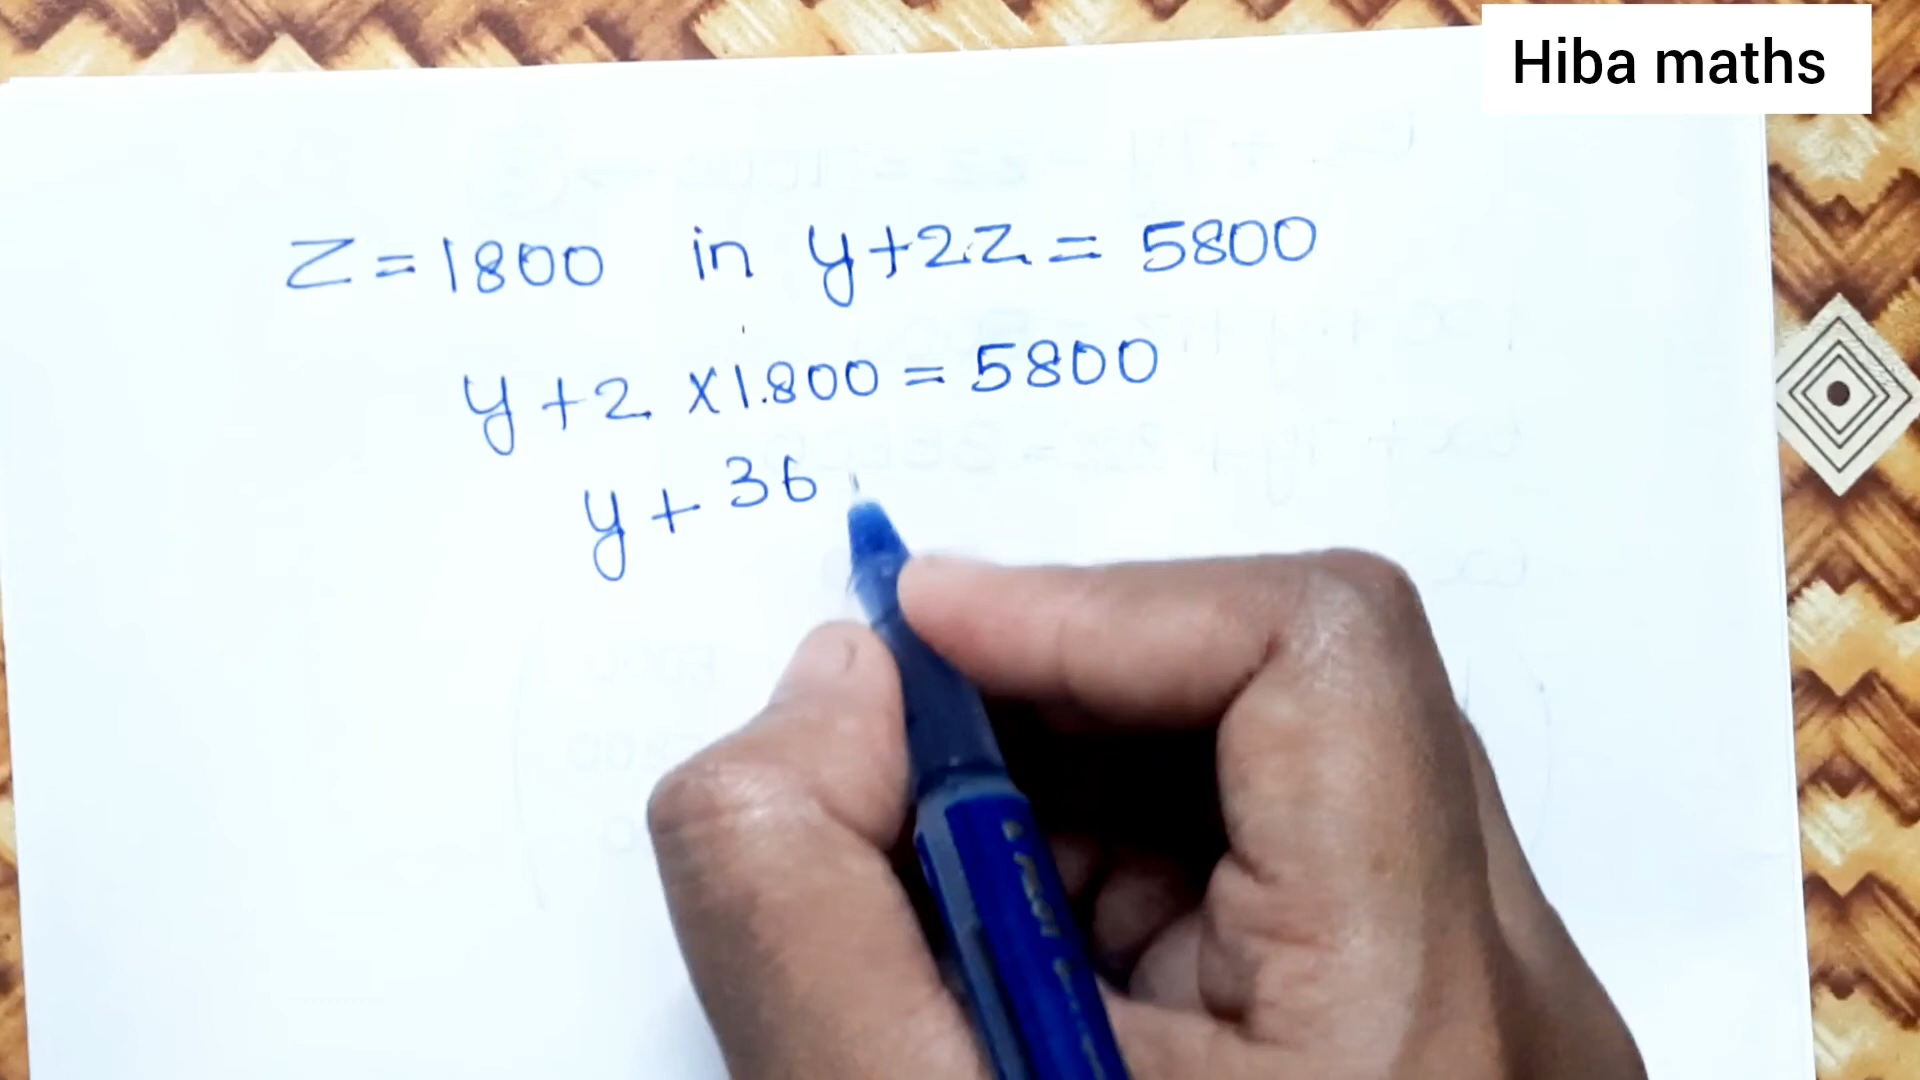 Hiba maths
Z = 1800 in y + 2Z = 5800
y + 2 × 1800 = 5800
y + 36